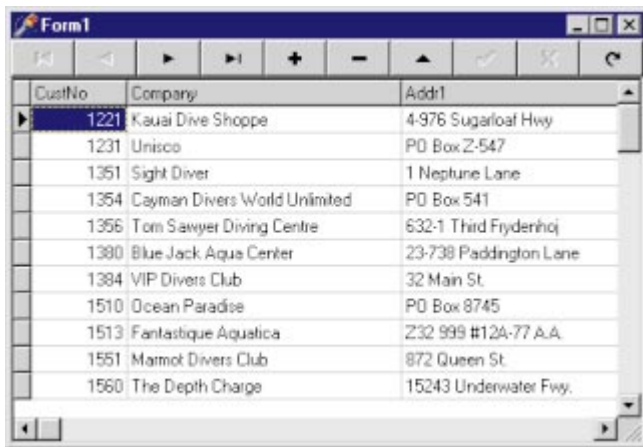 Form1
CustNo Company Addr1
1221 Kauai Dive Shoppe 4-976 Sugarloaf Hwy
1231 Unisco PO Box Z-547
1351 Sight Diver 1 Neptune Lane
1354 Cayman Divers World Unlimited PO Box 541
1356 Tom Sawyer Diving Centre 632-1 Third Frydenhoj
1380 Blue Jack Aqua Center 23-738 Paddington Lane
1384 VIP Divers Club 32 Main St.
1510 Ocean Paradise PO Box 8745
1513 Fantastique Aquatica Z32 999 #12A-77 A.A.
1551 Marmot Divers Club 872 Queen St.
1560 The Depth Charge 15243 Underwater Fwy.